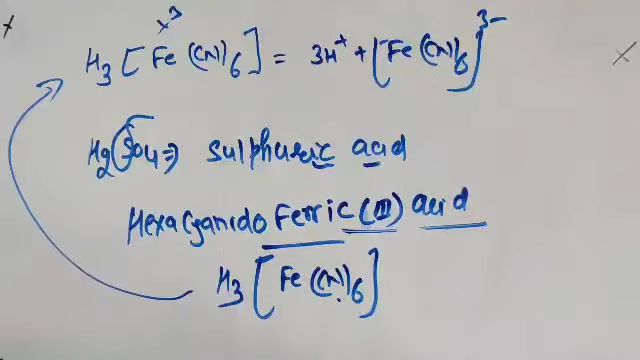 +3
H3[Fe(CN)6] = 3H+ + [Fe(CN)6]3-
H2SO4 ⇒ sulphuric acid
Hexacyanido Ferric (III) acid
H3[Fe(CN)6]